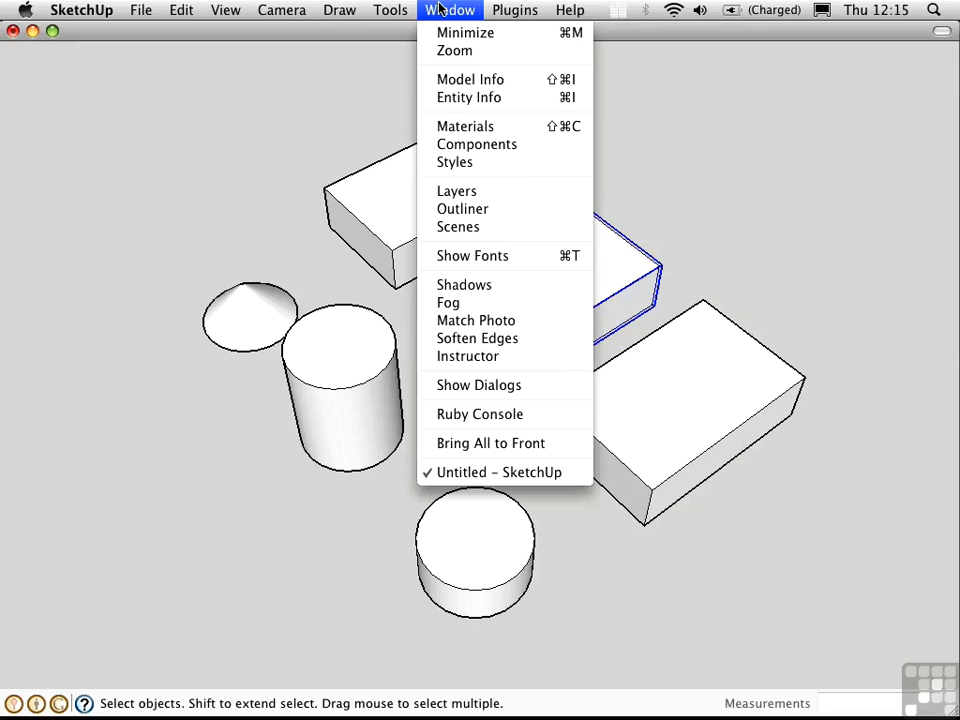 SketchUp File Edit View Camera Draw Tools Window Plugins Help (Charged) Thu 12:15
Minimize ⌘M
Zoom
Model Info ⇧⌘I
Entity Info ⌘I
Materials ⇧⌘C
Components
Styles
Layers
Outliner
Scenes
Show Fonts ⌘T
Shadows
Fog
Match Photo
Soften Edges
Instructor
Show Dialogs
Ruby Console
Bring All to Front
✓ Untitled - SketchUp
Select objects. Shift to extend select. Drag mouse to select multiple. Measurements